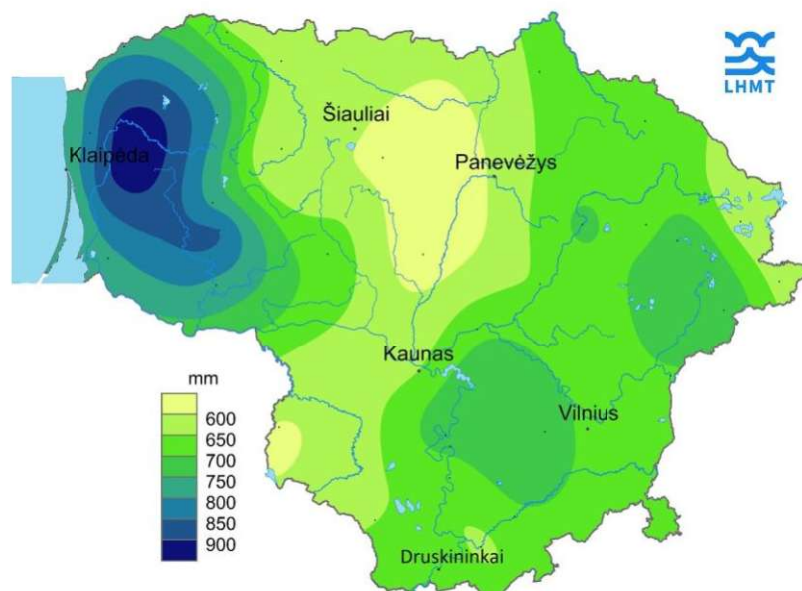 LHMT
Šiauliai
Klaipėda
Panevėžys
Kaunas
mm
600
650
700
750
800
850
900
Vilnius
Druskininkai